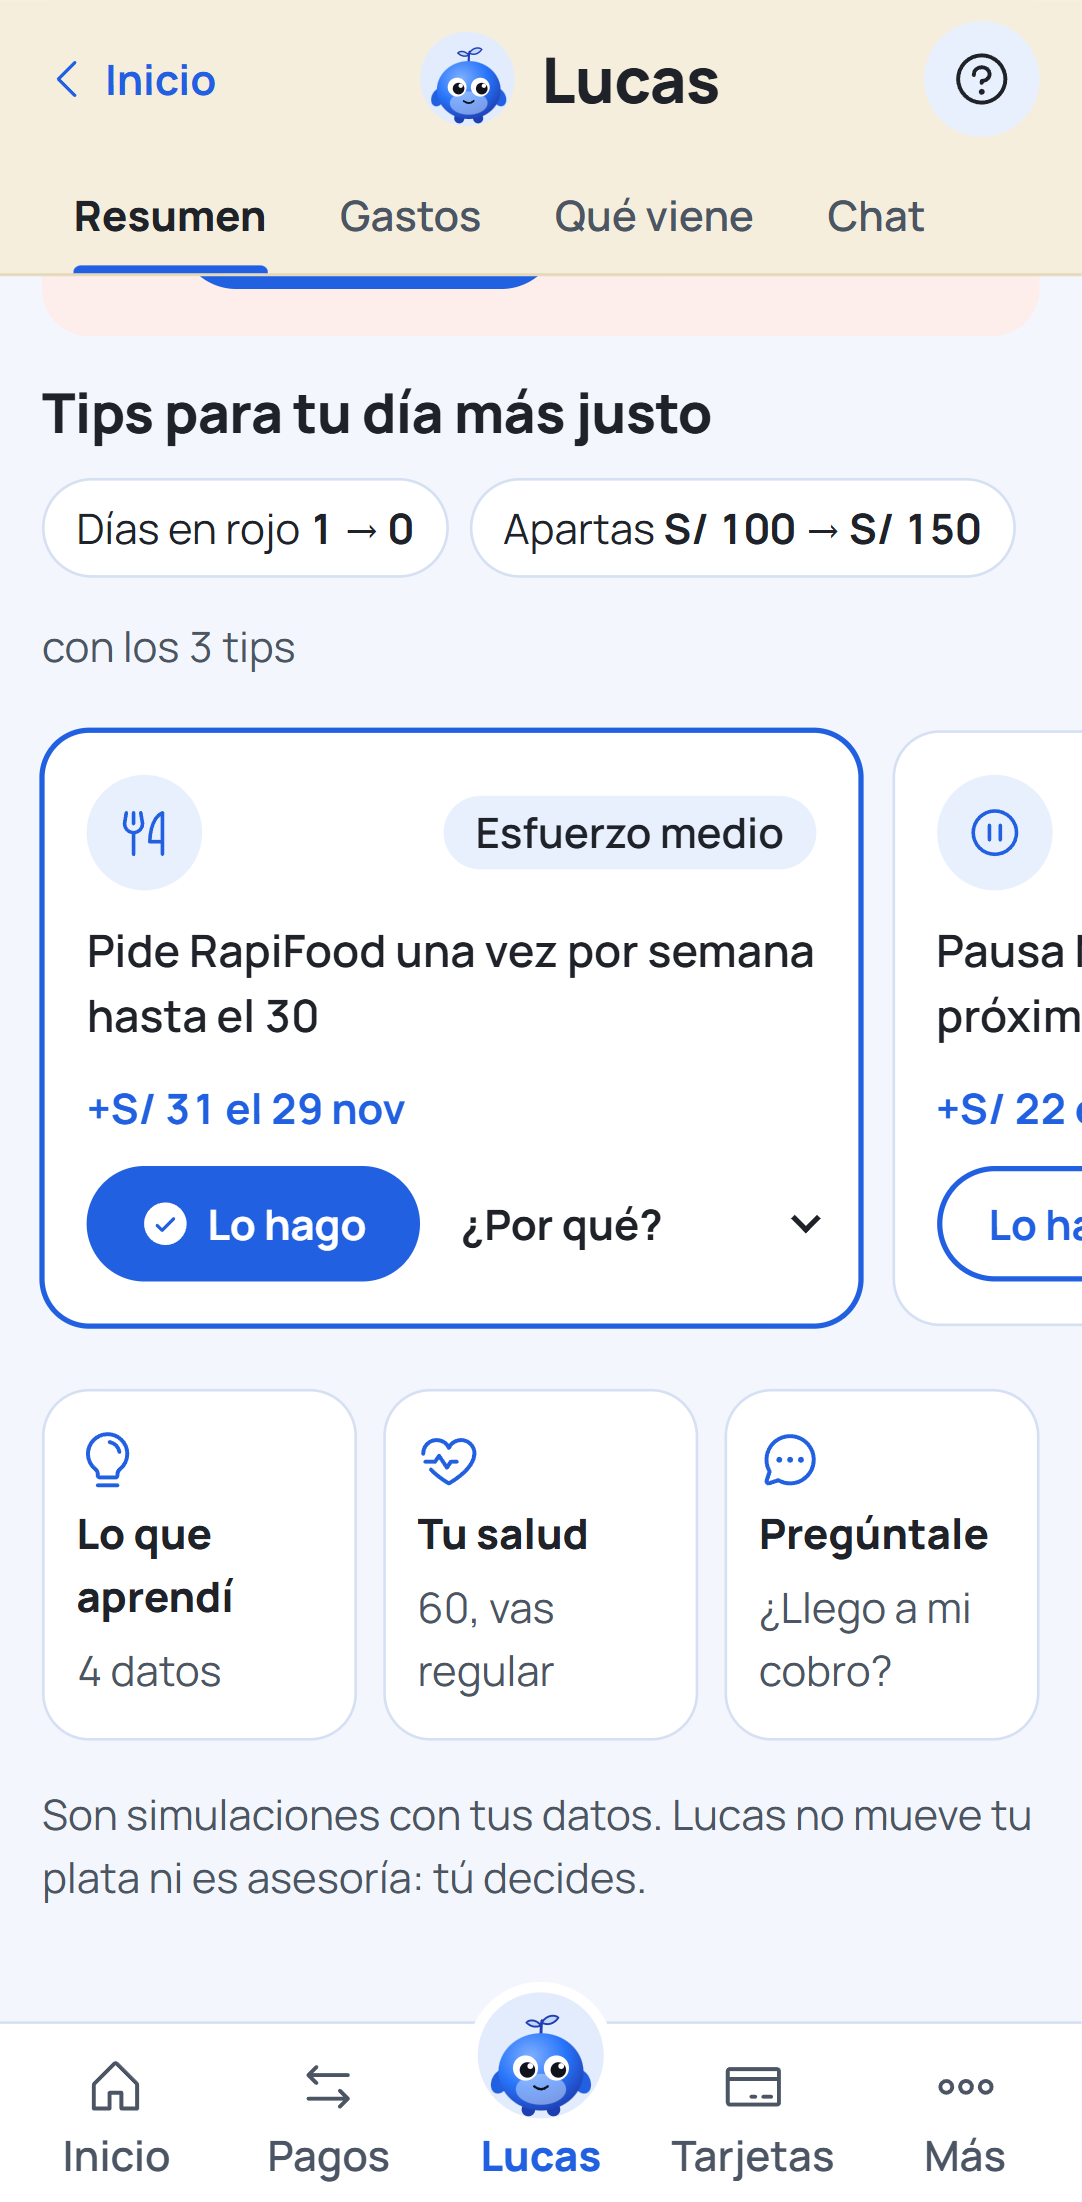 Inicio
Lucas
Resumen
Gastos
Qué viene
Chat
Tips para tu día más justo
Días en rojo 1 → 0
Apartas S/ 100 → S/ 150
con los 3 tips
Esfuerzo medio
Pide RapiFood una vez por semana
hasta el 30
+S/ 31 el 29 nov
Lo hago
¿Por qué?
Pausa
próxim
+S/ 22
Lo ha
Lo que
aprendí
4 datos
Tu salud
60, vas
regular
Pregúntale
¿Llego a mi
cobro?
Son simulaciones con tus datos. Lucas no mueve tu
plata ni es asesoría: tú decides.
Inicio
Pagos
Lucas
Tarjetas
Más